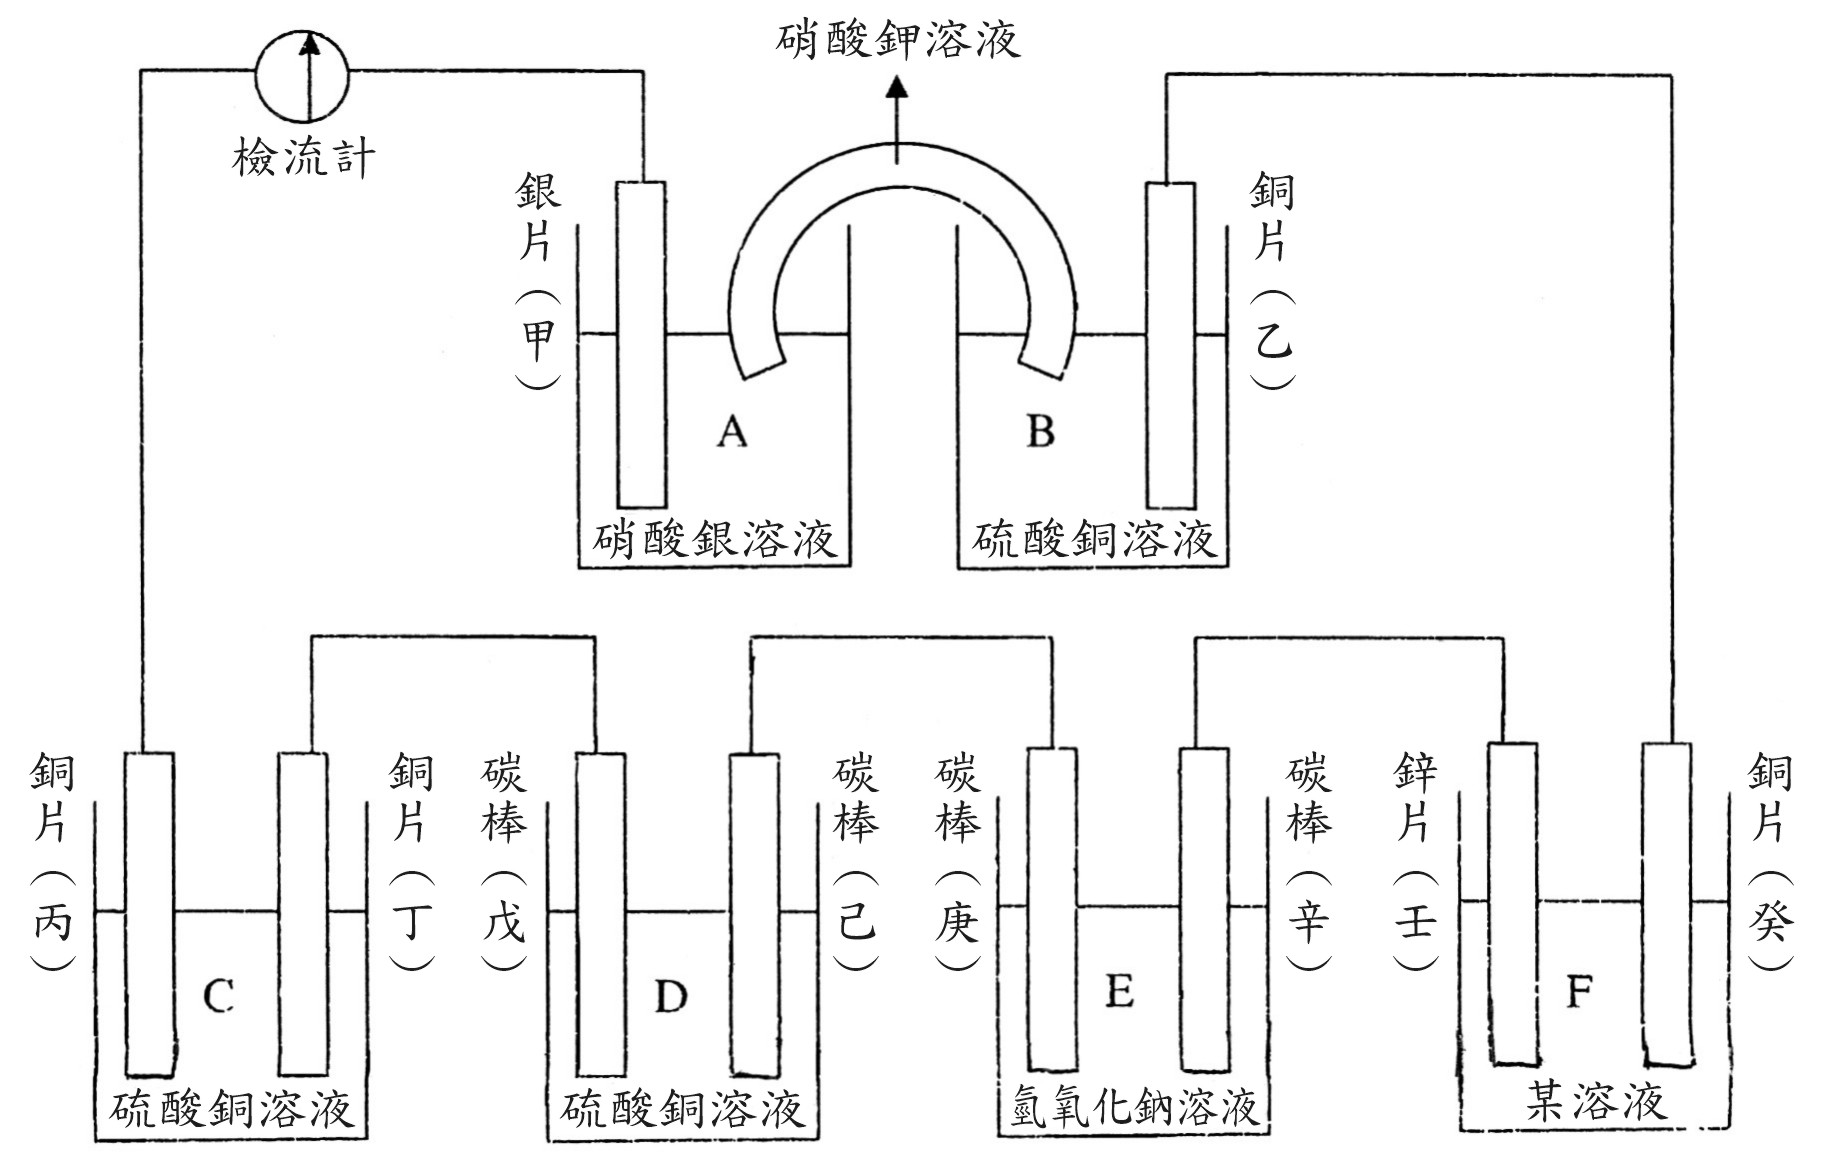 硝酸鉀溶液
檢流計
銀片（甲）
銅片（乙）
A
B
硝酸銀溶液
硫酸銅溶液
銅片（丙）
銅片（丁）
碳棒（戊）
碳棒（己）
碳棒（庚）
碳棒（辛）
鋅片（壬）
銅片（癸）
C
D
E
F
硫酸銅溶液
硫酸銅溶液
氫氧化鈉溶液
某溶液